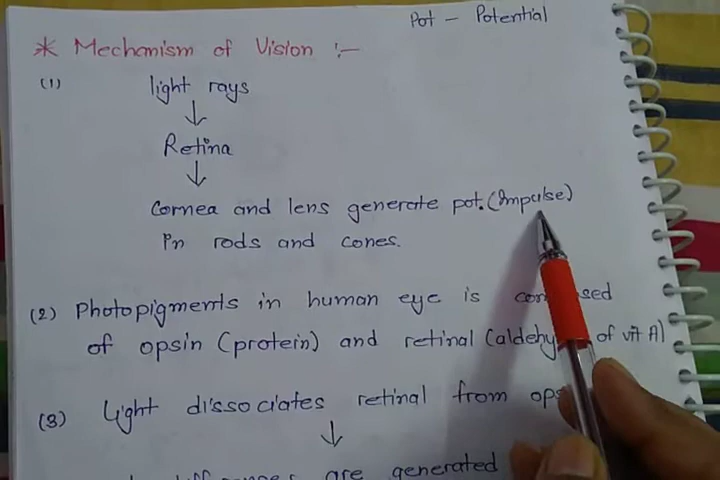 Pot - Potential
* Mechanism of Vision :-
(1) light rays
↓
Retina
↓
Cornea and lens generate pot. (Impulse)
in rods and cones.
(2) Photopigments in human eye is
of opsin (protein) and retinal of vit A)
(3) Light dissociates retinal from
↓
are generated